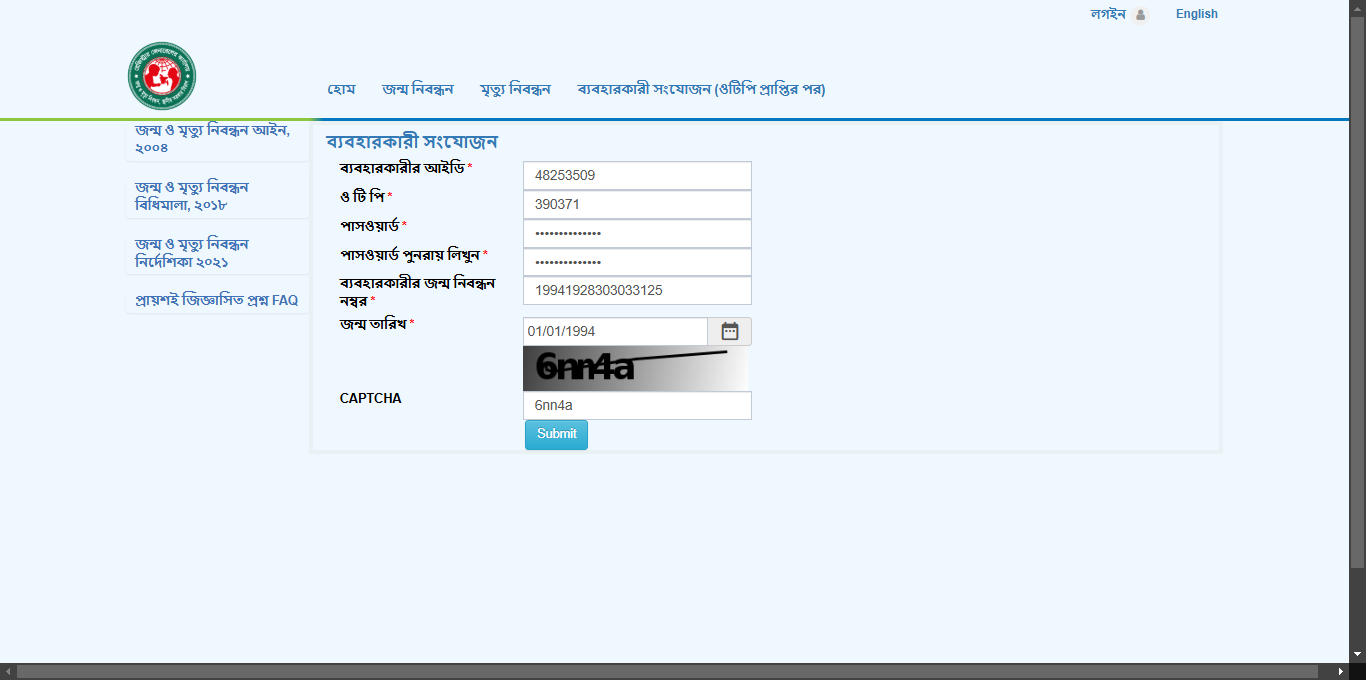 লগইন English
হোম জন্ম নিবন্ধন মৃত্যু নিবন্ধন ব্যবহারকারী সংযোজন (ওটিপি প্রাপ্তির পর)
জন্ম ও মৃত্যু নিবন্ধন আইন,
২০০৪
জন্ম ও মৃত্যু নিবন্ধন
বিধিমালা, ২০১৮
জন্ম ও মৃত্যু নিবন্ধন
নির্দেশিকা ২০২১
প্রায়শই জিজ্ঞাসিত প্রশ্ন FAQ
ব্যবহারকারী সংযোজন
ব্যবহারকারীর আইডি * 48253509
ও টি পি * 390371
পাসওয়ার্ড * ••••••••••••••
পাসওয়ার্ড পুনরায় লিখুন * ••••••••••••••
ব্যবহারকারীর জন্ম নিবন্ধন
নম্বর * 19941928303033125
জন্ম তারিখ * 01/01/1994
6nn4a
CAPTCHA 6nn4a
Submit